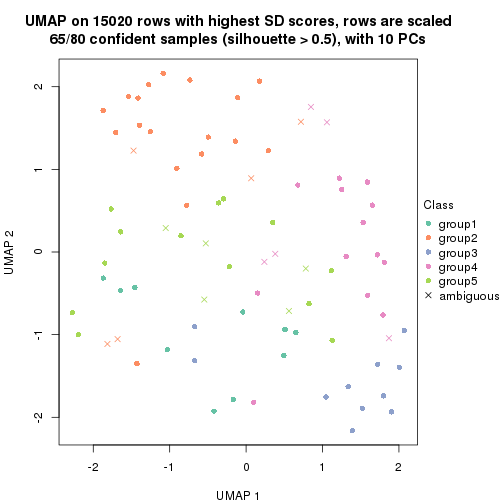 UMAP on 15020 rows with highest SD scores, rows are scaled
65/80 confident samples (silhouette > 0.5), with 10 PCs
UMAP 2
2
1
0
-1
-2
-2
-1
0
1
2
UMAP 1
Class
group1
group2
group3
group4
group5
ambiguous